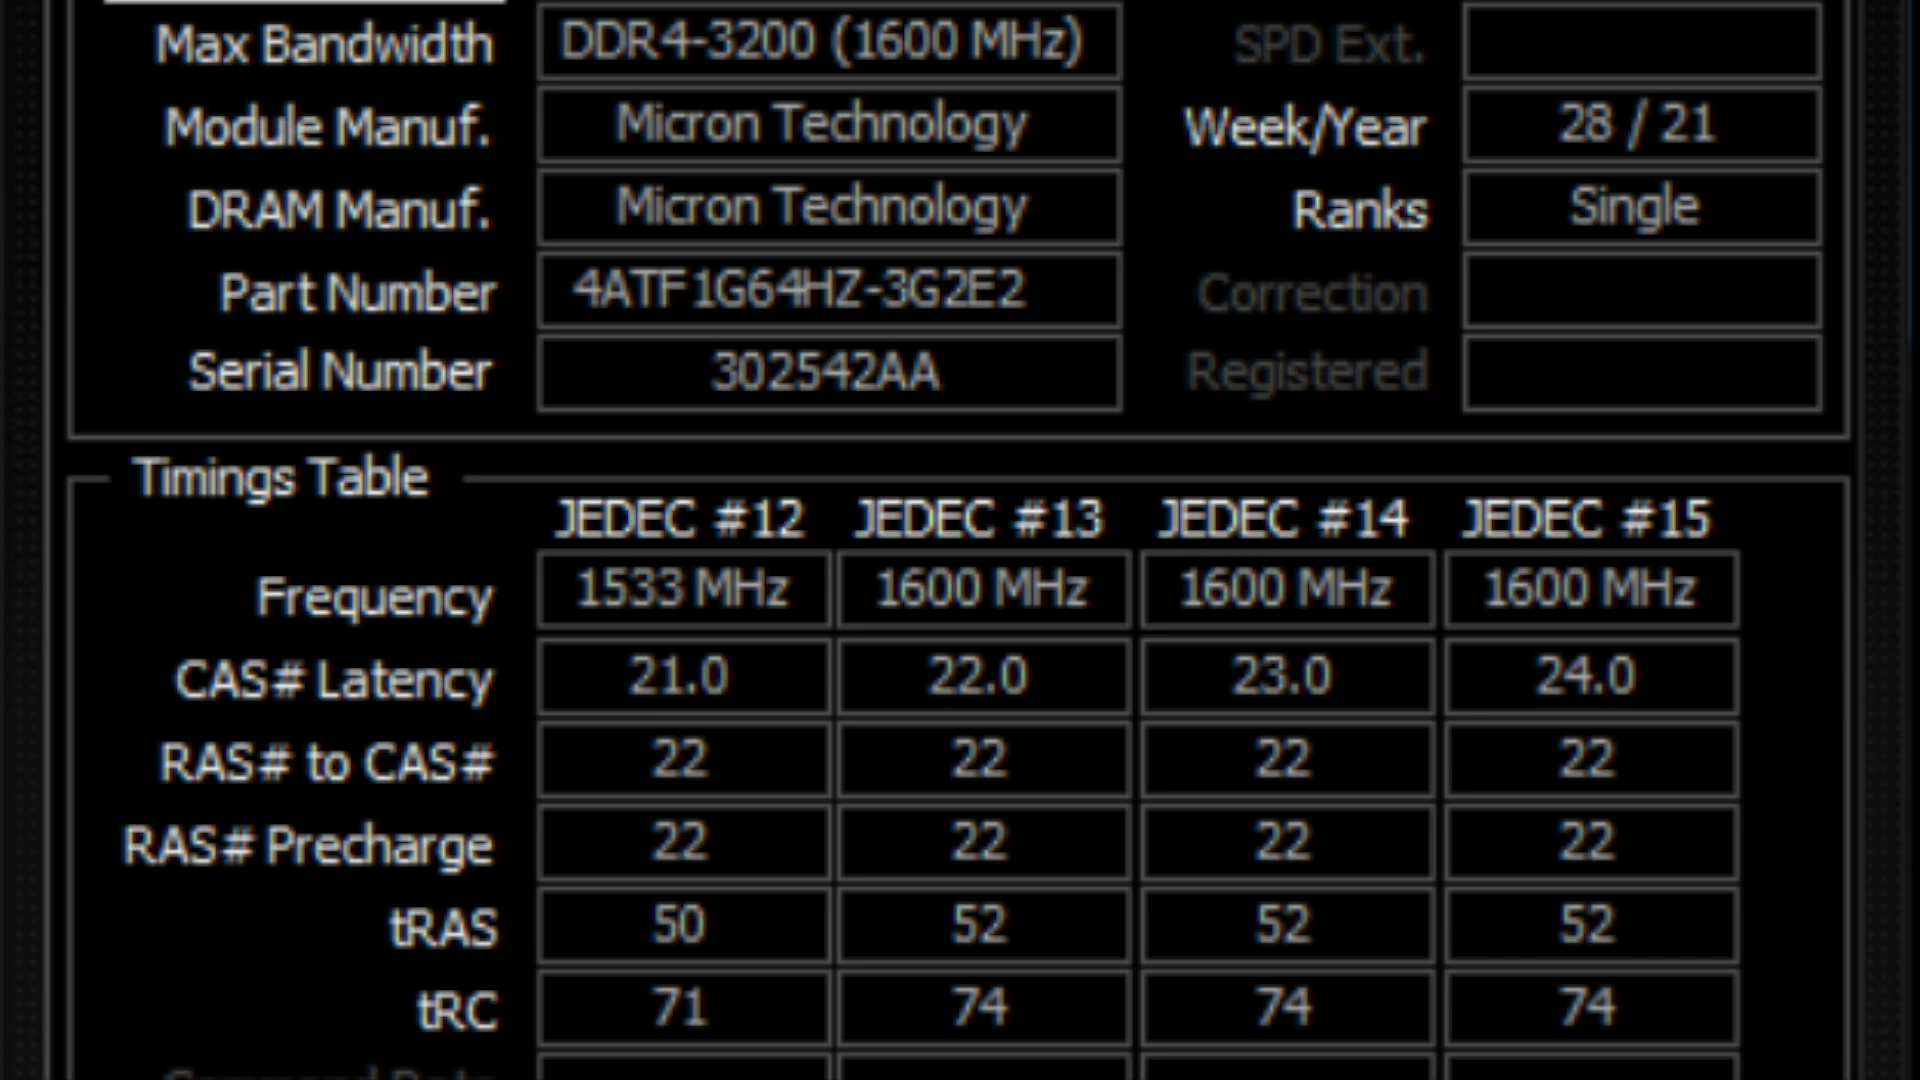 Max Bandwidth DDR4-3200 (1600 MHz) SPD Ext.
Module Manuf. Micron Technology Week/Year 28 / 21
DRAM Manuf. Micron Technology Ranks Single
Part Number 4ATF1G64HZ-3G2E2 Correction
Serial Number 302542AA Registered
Timings Table
JEDEC #12 JEDEC #13 JEDEC #14 JEDEC #15
Frequency 1533 MHz 1600 MHz 1600 MHz 1600 MHz
CAS# Latency 21.0 22.0 23.0 24.0
RAS# to CAS# 22 22 22 22
RAS# Precharge 22 22 22 22
tRAS 50 52 52 52
tRC 71 74 74 74